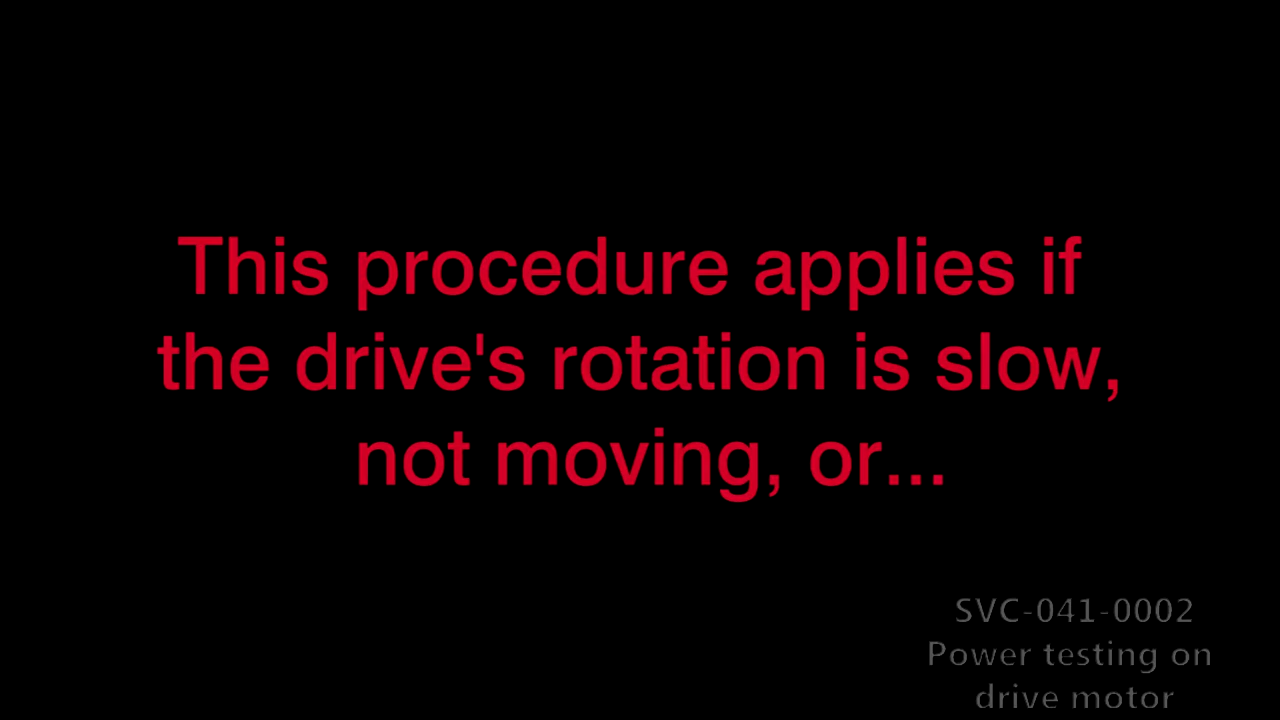 This procedure applies if
the drive's rotation is slow,
not moving, or...
SVC-041-0002
Power testing on
drive motor